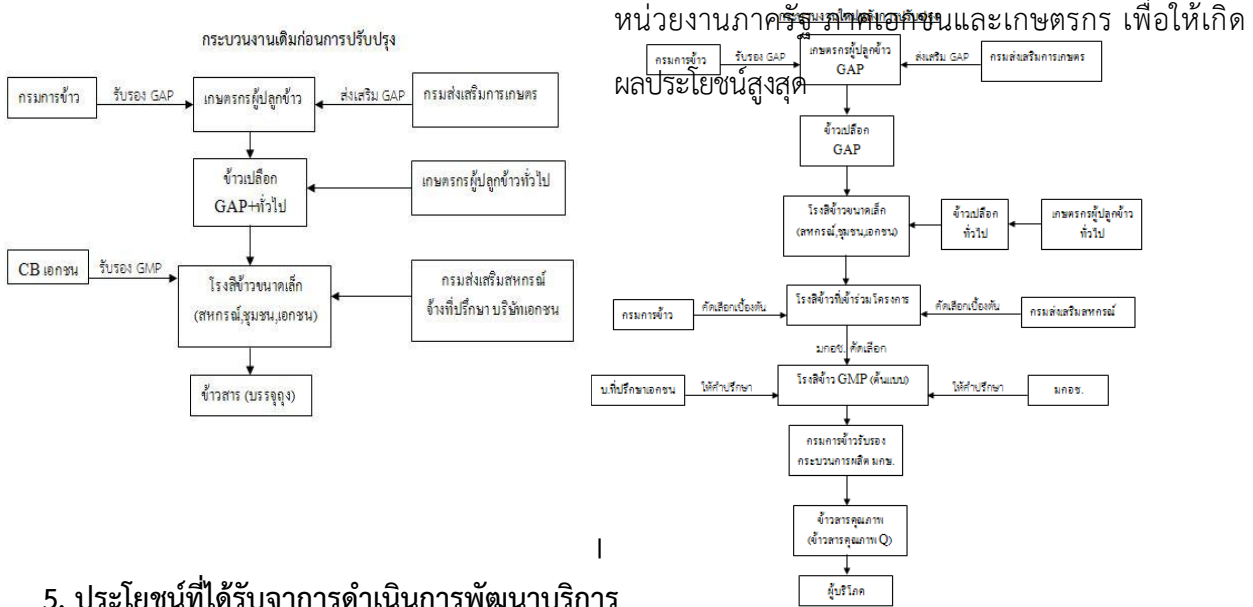 กระบวนงานเดิมก่อนการปรับปรุง
กรมการข้าว
รับรอง GAP
เกษตรกรผู้ปลูกข้าว
ส่งเสริม GAP
กรมส่งเสริมการเกษตร
ข้าวเปลือก
GAP+ทั่วไป
เกษตรกรผู้ปลูกข้าวทั่วไป
CB เอกชน
รับรอง GMP
โรงสีข้าวขนาดเล็ก
(สหกรณ์,ชุมชน,เอกชน)
กรมส่งเสริมสหกรณ์
จ้างที่ปรึกษา บริษัทเอกชน
ข้าวสาร (บรรจุถุง)
หน่วยงานภาครัฐ ภาคเอกชนและเกษตรกร เพื่อให้เกิด
ผลประโยชน์สูงสุด
กระบวนงานใหม่หลังการปรับปรุง
กรมการข้าว
รับรอง GAP
เกษตรกรผู้ปลูกข้าว
GAP
ส่งเสริม GAP
กรมส่งเสริมการเกษตร
ข้าวเปลือก
GAP
โรงสีข้าวขนาดเล็ก
(สหกรณ์,ชุมชน,เอกชน)
ข้าวเปลือก
ทั่วไป
เกษตรกรผู้ปลูกข้าว
ทั่วไป
กรมการข้าว
คัดเลือกเบื้องต้น
โรงสีข้าวที่เข้าร่วมโครงการ
คัดเลือกเบื้องต้น
กรมส่งเสริมสหกรณ์
มกอช. คัดเลือก
บ.ที่ปรึกษาเอกชน
ให้คำปรึกษา
โรงสีข้าว GMP (ต้นแบบ)
ให้คำปรึกษา
มกอช.
กรมการข้าวรับรอง
กระบวนการผลิต มกษ.
ข้าวสารคุณภาพ
(ข้าวสารคุณภาพ Q)
ผู้บริโภค
5. ประโยชน์ที่ได้รับจาการดำเนินการพัฒนาบริการ